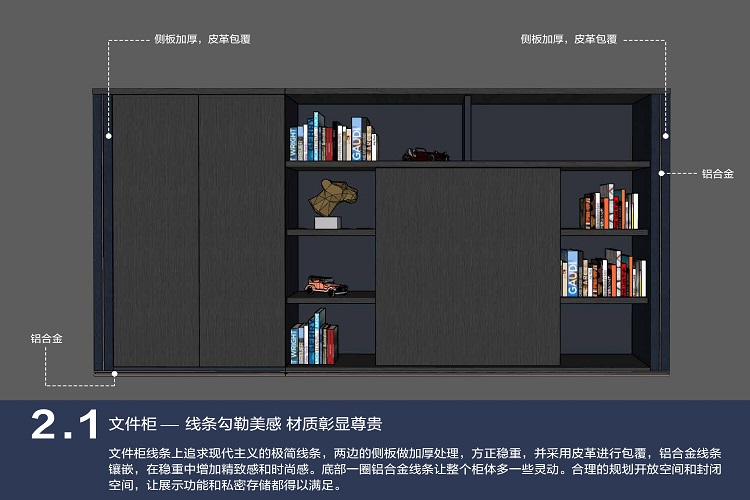 侧板加厚，皮革包覆
侧板加厚，皮革包覆
铝合金
铝合金
GAUDI
GAUDI
T WRIGHT
T WRIGHT
2.1 文件柜 — 线条勾勒美感 材质彰显尊贵
文件柜线条上追求现代主义的极简线条，两边的侧板做加厚处理，方正稳重，并采用皮革进行包覆，铝合金线条
镶嵌，在稳重中增加精致感和时尚感。底部一圈铝合金线条让整个柜体多一些灵动。合理的规划开放空间和封闭
空间，让展示功能和私密存储都得以满足。